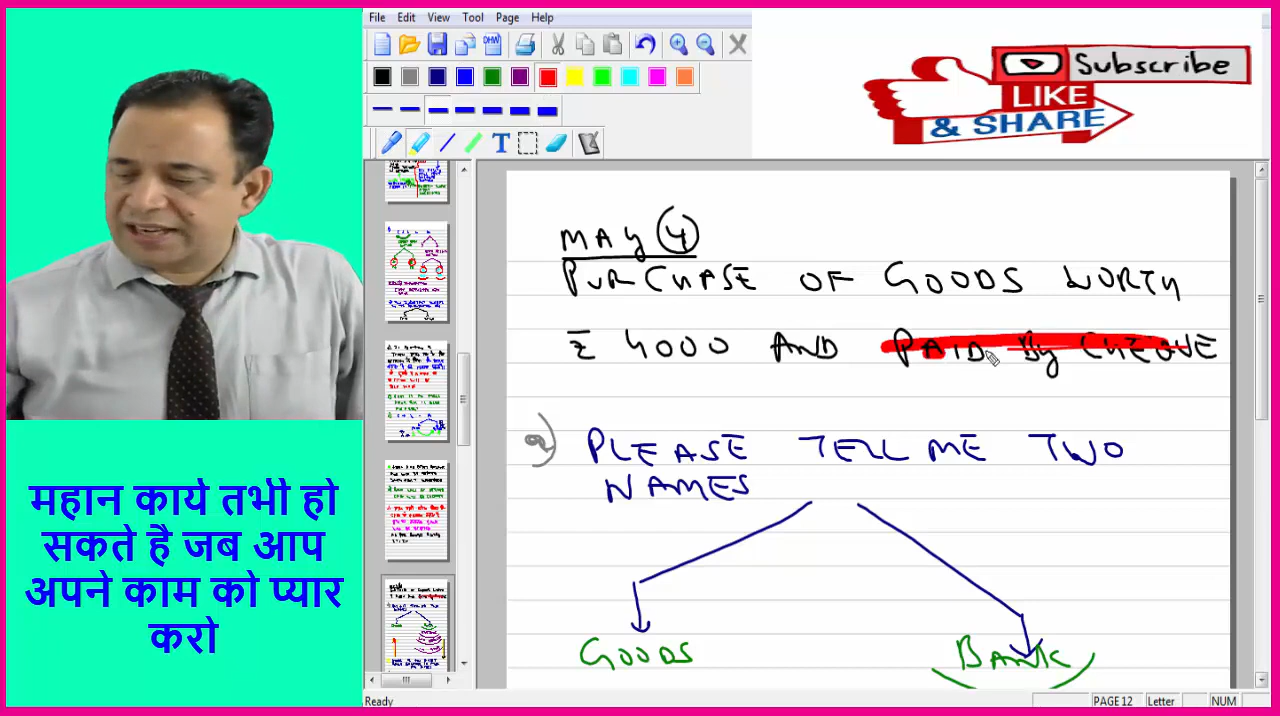 File Edit View Tool Page Help
DHW
T
Subscribe
LIKE
& SHARE
MAY (4)
PURCHASE OF GOODS WORTH
₹ 4000 AND PAID By CHEQUE
Q) PLEASE TELL ME TWO
NAMES
GOODS BANK
महान कार्य तभी हो
सकते है जब आप
अपने काम को प्यार
करो
Ready PAGE 12 Letter NUM